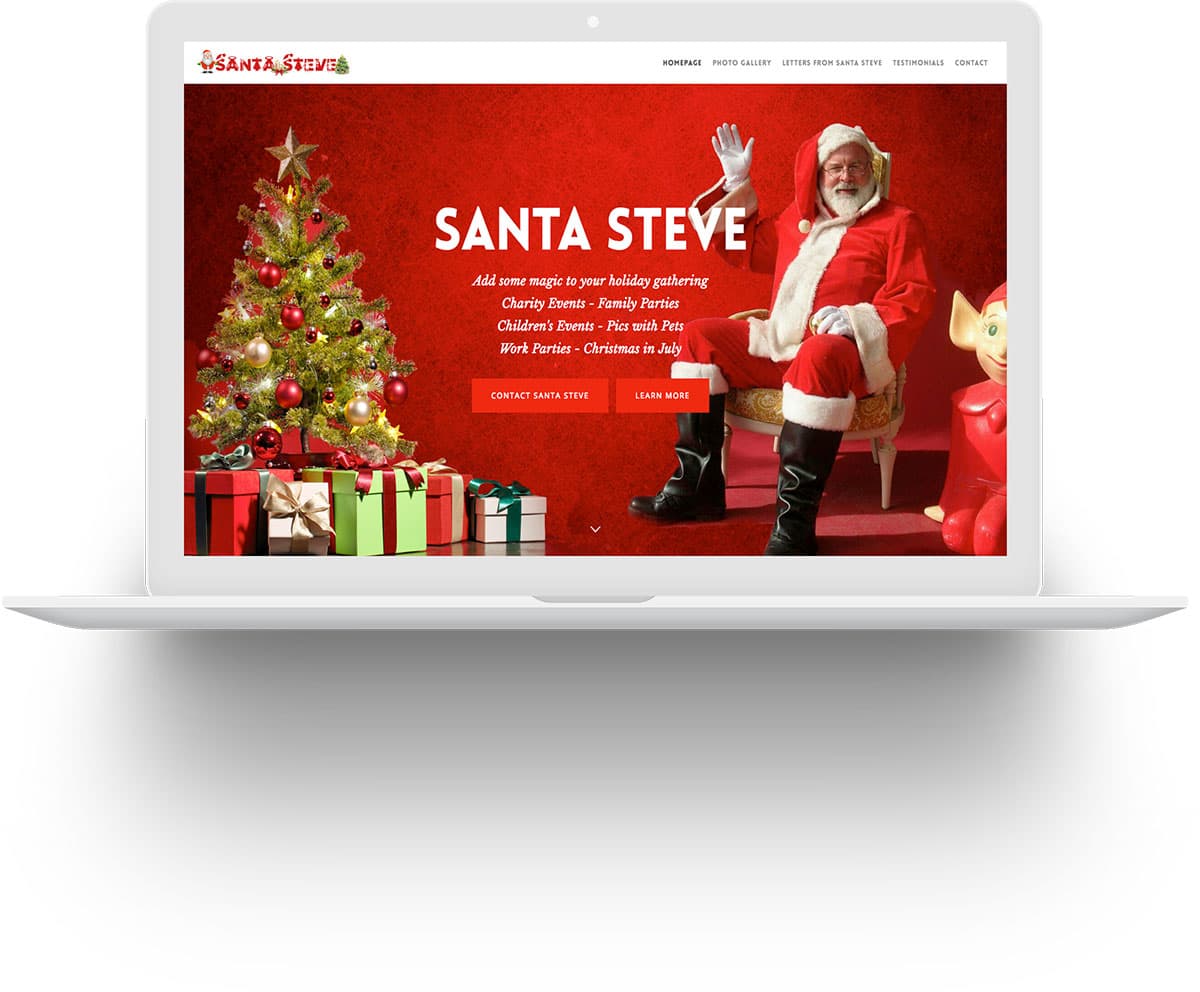 SANTA STEVE
HOMEPAGE PHOTO GALLERY LETTERS FROM SANTA STEVE TESTIMONIALS CONTACT
SANTA STEVE
Add some magic to your holiday gathering
Charity Events - Family Parties
Children's Events - Pics with Pets
Work Parties - Christmas in July
CONTACT SANTA STEVE LEARN MORE